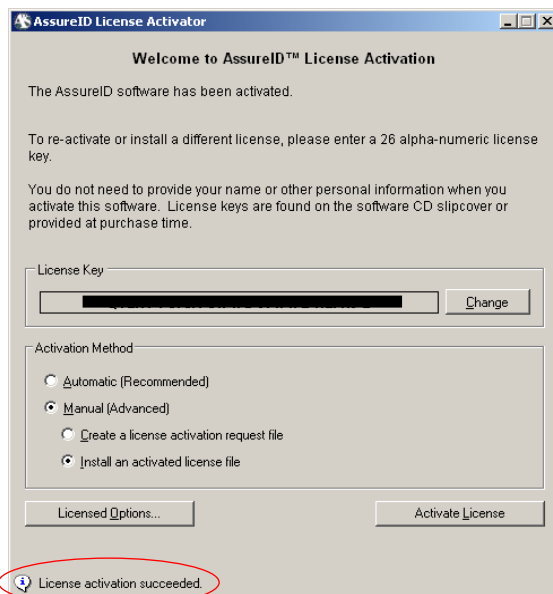 AssureID License Activator
Welcome to AssureID™ License Activation
The AssureID software has been activated.
To re-activate or install a different license, please enter a 26 alpha-numeric license
key.
You do not need to provide your name or other personal information when you
activate this software. License keys are found on the software CD slipcover or
provided at purchase time.
License Key
Change
Activation Method
Automatic (Recommended)
Manual (Advanced)
Create a license activation request file
Install an activated license file
Licensed Options...
Activate License
License activation succeeded.